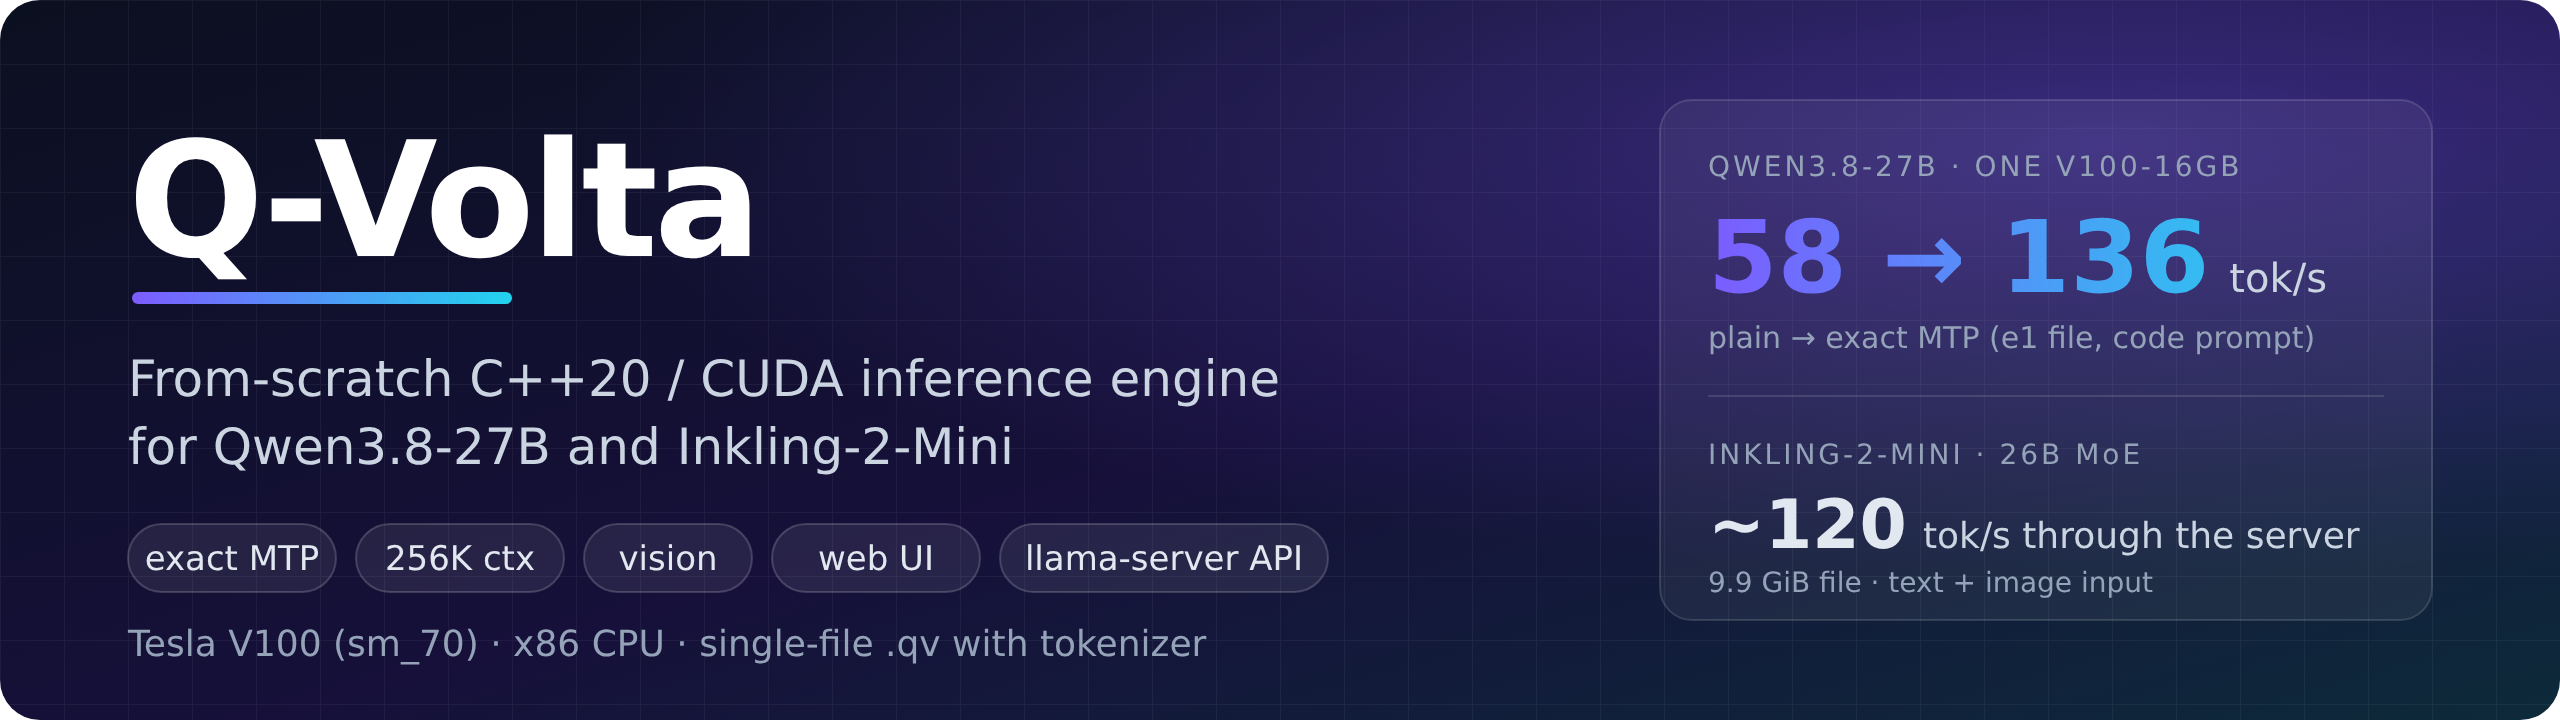 Q-Volta
From-scratch C++20 / CUDA inference engine
for Qwen3.8-27B and Inkling-2-Mini
exact MTP
256K ctx
vision
web UI
llama-server API
Tesla V100 (sm_70) · x86 CPU · single-file .qv with tokenizer
QWEN3.8-27B · ONE V100-16GB
58 → 136 tok/s
plain → exact MTP (e1 file, code prompt)
INKLING-2-MINI · 26B MoE
~120 tok/s through the server
9.9 GiB file · text + image input